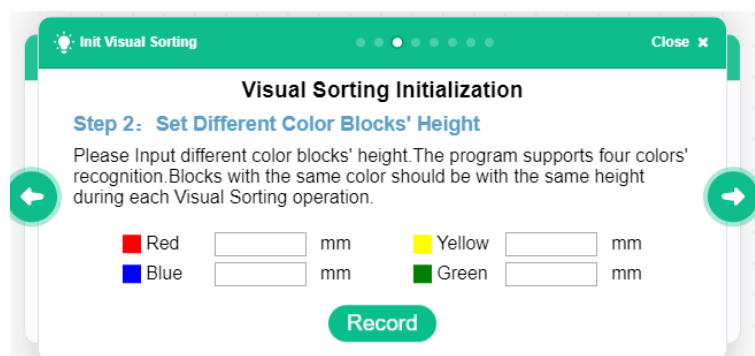 Init Visual Sorting
Close ×
Visual Sorting Initialization
Step 2： Set Different Color Blocks' Height
Please Input different color blocks' height.The program supports four colors'
recognition.Blocks with the same color should be with the same height
during each Visual Sorting operation.
Red mm Yellow mm
Blue mm Green mm
Record